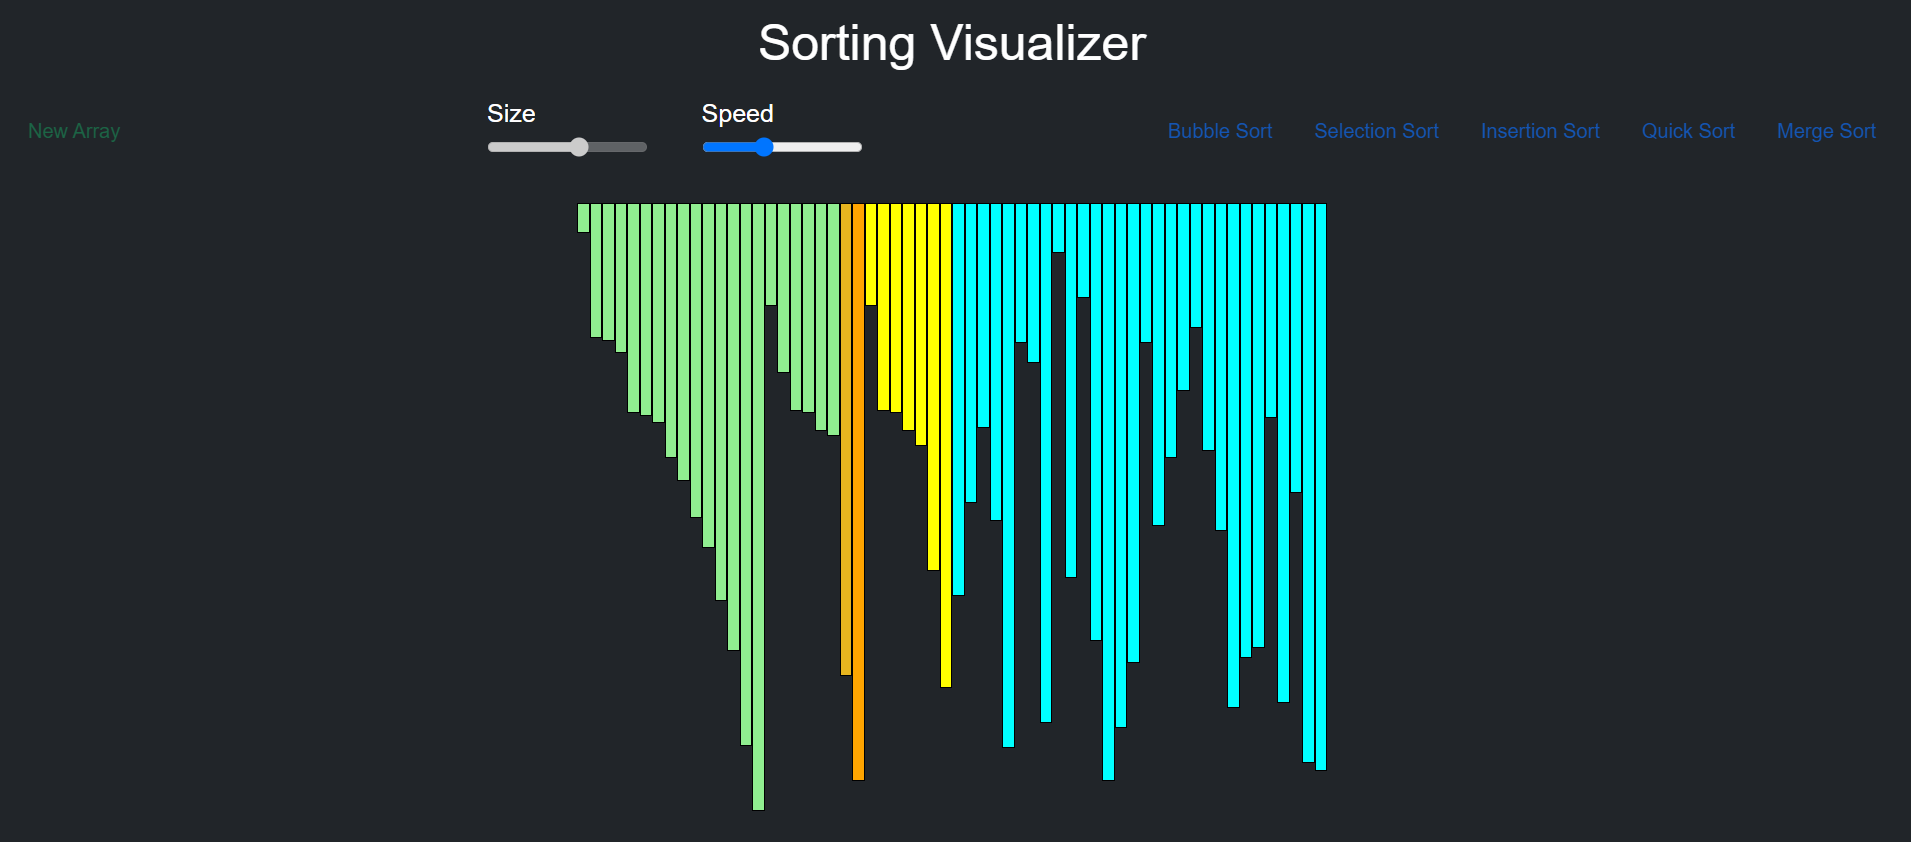 Sorting Visualizer
New Array
Size
Speed
Bubble Sort
Selection Sort
Insertion Sort
Quick Sort
Merge Sort